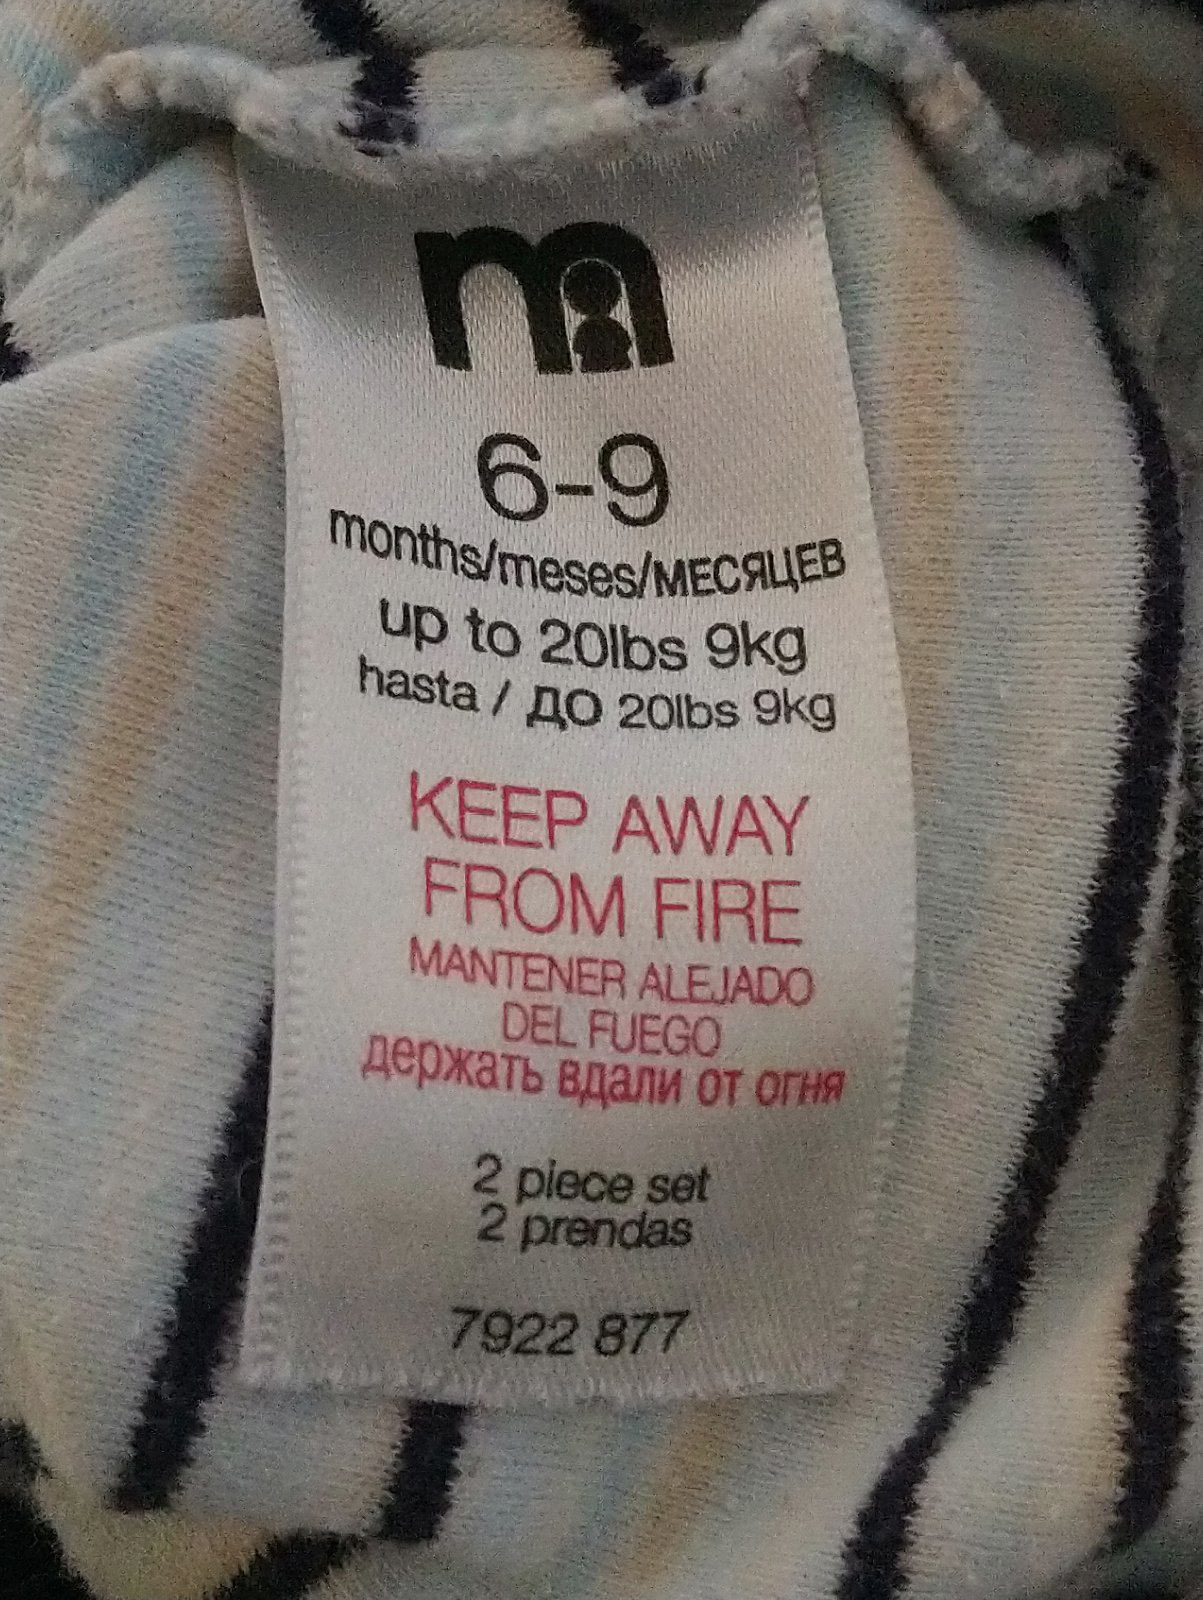 m
6-9
months/meses/МЕСЯЦЕВ
up to 20lbs 9kg
hasta / ДО 20lbs 9kg
KEEP AWAY
FROM FIRE
MANTENER ALEJADO
DEL FUEGO
держать вдали от огня
2 piece set
2 prendas
7922 877